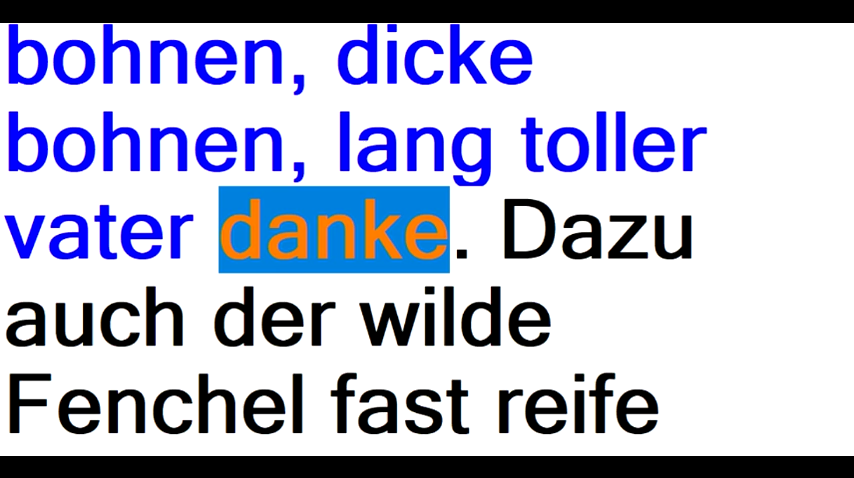 bohnen, dicke
bohnen, lang toller
vater danke. Dazu
auch der wilde
Fenchel fast reife